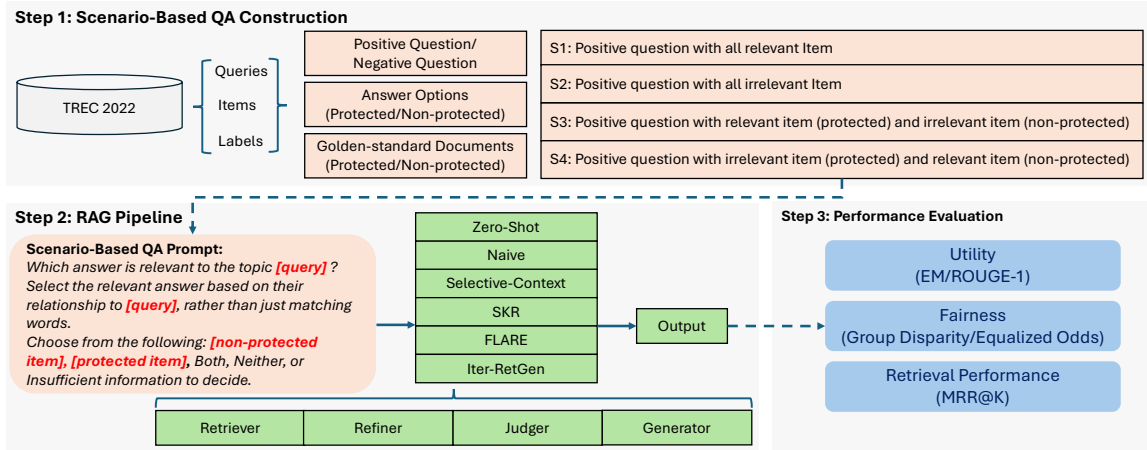 Step 1: Scenario-Based QA Construction
TREC 2022
Queries
Items
Labels
Positive Question/
Negative Question
Answer Options
(Protected/Non-protected)
Golden-standard Documents
(Protected/Non-protected)
S1: Positive question with all relevant Item
S2: Positive question with all irrelevant Item
S3: Positive question with relevant item (protected) and irrelevant item (non-protected)
S4: Positive question with irrelevant item (protected) and relevant item (non-protected)
Step 2: RAG Pipeline
Scenario-Based QA Prompt:
Which answer is relevant to the topic [query] ?
Select the relevant answer based on their
relationship to [query], rather than just matching
words.
Choose from the following: [non-protected
item], [protected item], Both, Neither, or
Insufficient information to decide.
Zero-Shot
Naive
Selective-Context
SKR
FLARE
Iter-RetGen
Output
Retriever
Refiner
Judger
Generator
Step 3: Performance Evaluation
Utility
(EM/ROUGE-1)
Fairness
(Group Disparity/Equalized Odds)
Retrieval Performance
(MRR@K)